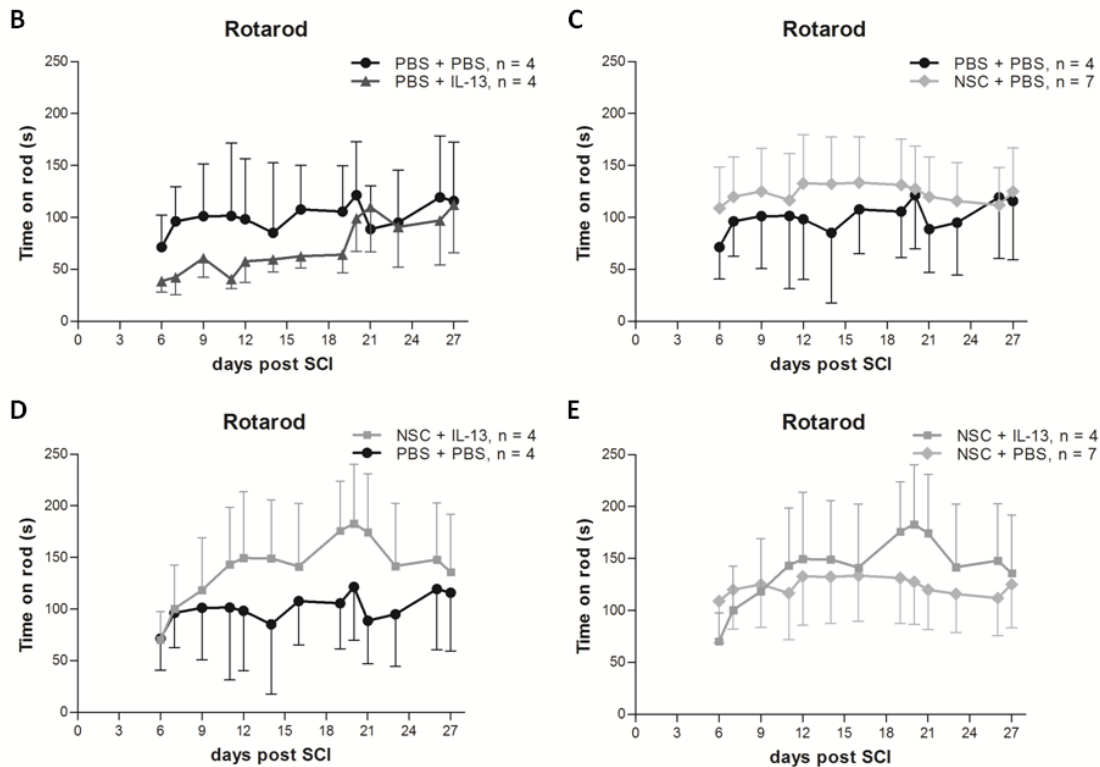 B
Rotarod
PBS + PBS, n = 4
PBS + IL-13, n = 4
Time on rod (s)
250
200
150
100
50
0
0 3 6 9 12 15 18 21 24 27
days post SCI
C
Rotarod
PBS + PBS, n = 4
NSC + PBS, n = 7
Time on rod (s)
250
200
150
100
50
0
0 3 6 9 12 15 18 21 24 27
days post SCI
D
Rotarod
NSC + IL-13, n = 4
PBS + PBS, n = 4
Time on rod (s)
250
200
150
100
50
0
0 3 6 9 12 15 18 21 24 27
days post SCI
E
Rotarod
NSC + IL-13, n = 4
NSC + PBS, n = 7
Time on rod (s)
250
200
150
100
50
0
0 3 6 9 12 15 18 21 24 27
days post SCI